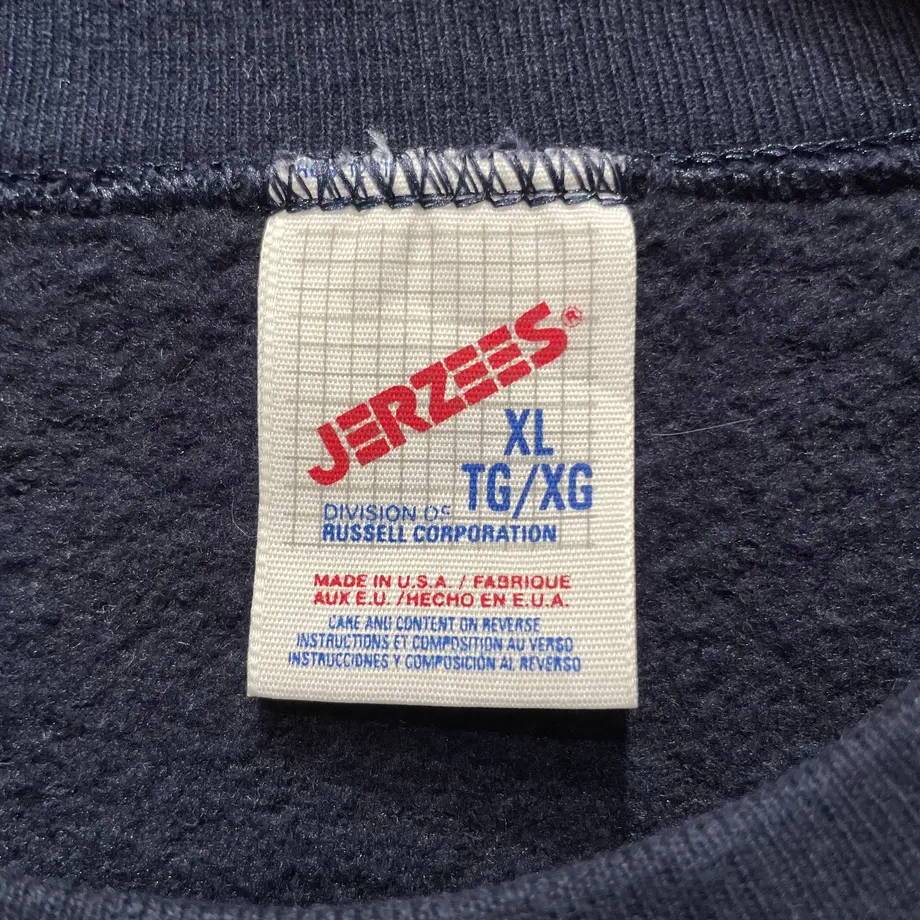 JERZEES®
XL
TG/XG
DIVISION OF
RUSSELL CORPORATION
MADE IN U.S.A. / FABRIQUE
AUX E.U. / HECHO EN E.U.A.
CARE AND CONTENT ON REVERSE
INSTRUCTIONS ET COMPOSITION AU VERSO
INSTRUCCIONES Y COMPOSICIÓN AL REVERSO